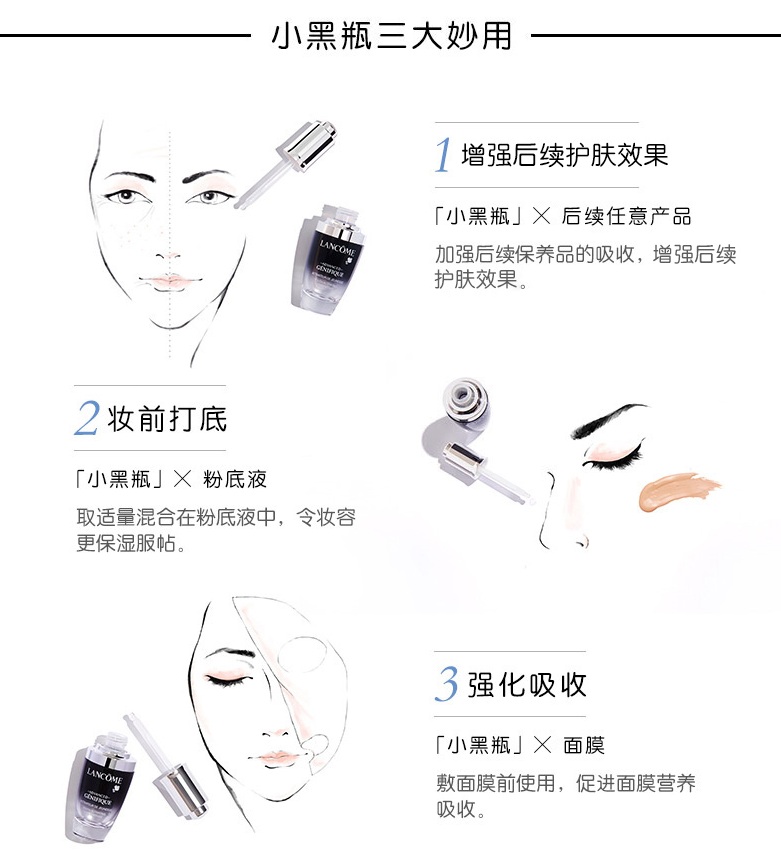 小黑瓶三大妙用
1 增强后续护肤效果
「小黑瓶」× 后续任意产品
加强后续保养品的吸收，增强后续
护肤效果。
LANCÔME
ADVANCED
GÉNIFIQUE
2 妆前打底
「小黑瓶」× 粉底液
取适量混合在粉底液中，令妆容
更保湿服帖。
3 强化吸收
「小黑瓶」× 面膜
敷面膜前使用，促进面膜营养
吸收。
LANCÔME
ADVANCED
GÉNIFIQUE